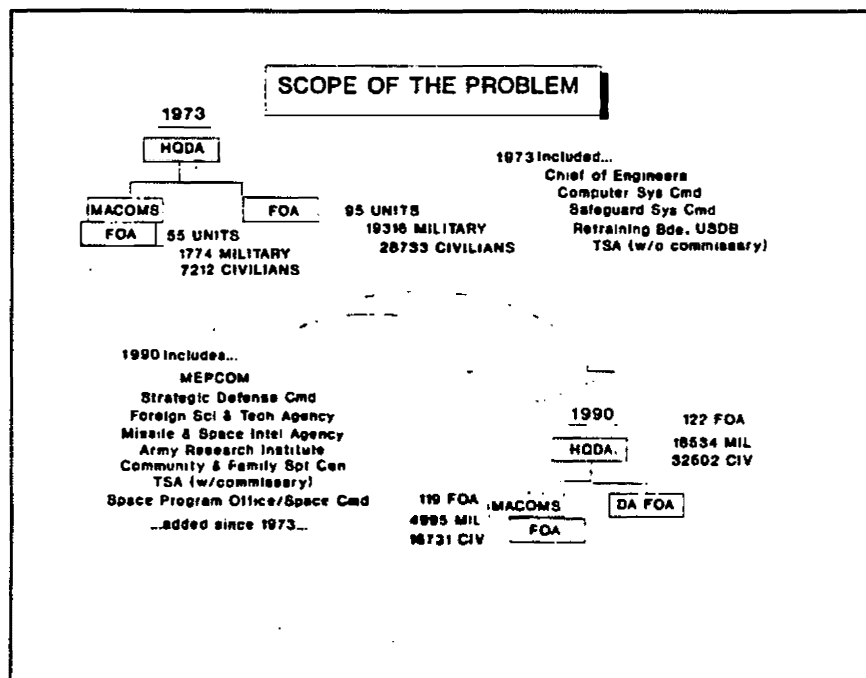 SCOPE OF THE PROBLEM
1973
HQDA
MACOMS
FOA
FOA
55 UNITS
1774 MILITARY
7212 CIVILIANS
95 UNITS
19316 MILITARY
28733 CIVILIANS
1973 included...
Chief of Engineers
Computer Sys Cmd
Safeguard Sys Cmd
Retraining Bde. USDB
TSA (w/o commissary)
1990 includes...
MEPCOM
Strategic Defense Cmd
Foreign Sci & Tech Agency
Missile & Space Intel Agency
Army Research Institute
Community & Family Spt Cen
TSA (w/commissary)
Space Program Office/Space Cmd
...added since 1973...
1990
HQDA
122 FOA
18534 MIL
32602 CIV
119 FOA
4995 MIL
16731 CIV
MACOMS
FOA
DA FOA